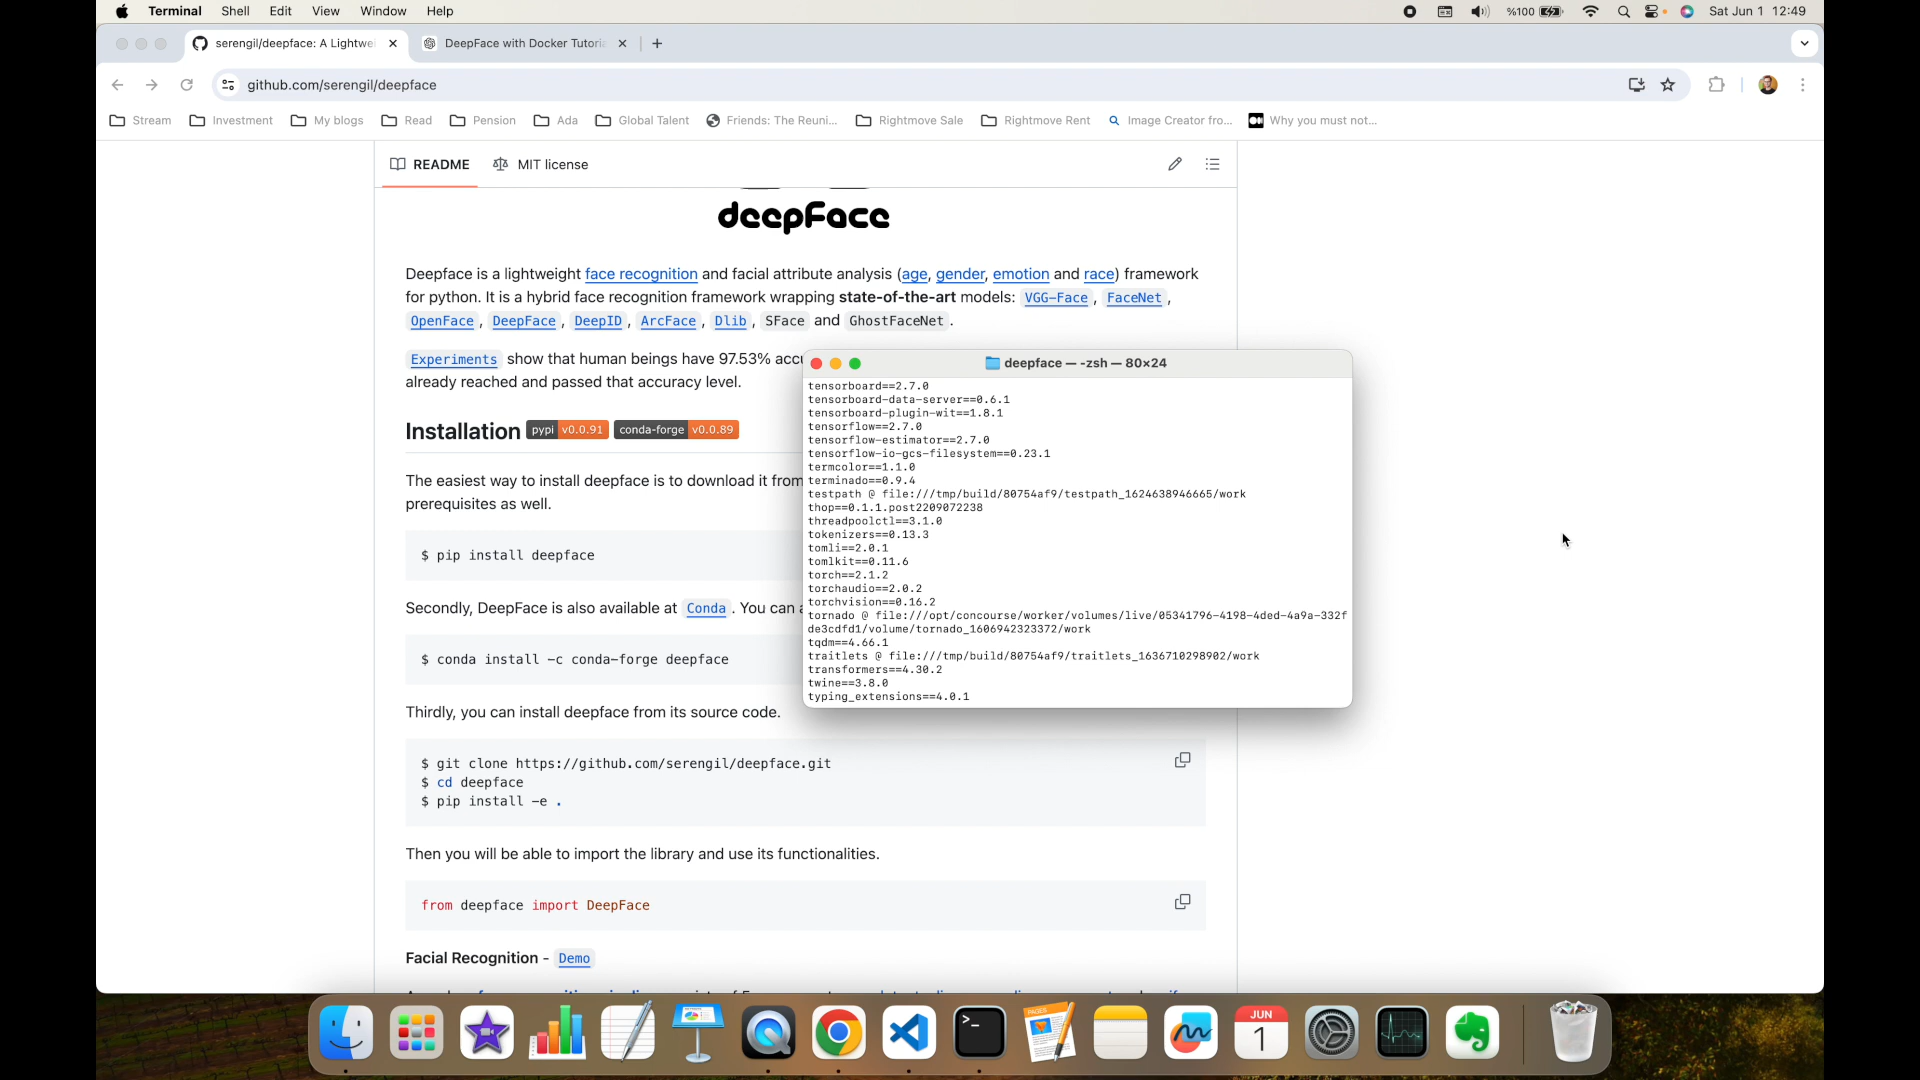 Terminal Shell Edit View Window Help %100 Sat Jun 1 12:49
serengil/deepface: A Lightwei DeepFace with Docker Tutoria
github.com/serengil/deepface
Stream Investment My blogs Read Pension Ada Global Talent Friends: The Reuni... Rightmove Sale Rightmove Rent Image Creator fro... Why you must not...
README MIT license
deepface
Deepface is a lightweight face recognition and facial attribute analysis (age, gender, emotion and race) framework
for python. It is a hybrid face recognition framework wrapping state-of-the-art models: VGG-Face , FaceNet ,
OpenFace , DeepFace , DeepID , ArcFace , Dlib , SFace and GhostFaceNet .
Experiments show that human beings have 97.53% accu
already reached and passed that accuracy level.
Installation pypi v0.0.91 conda-forge v0.0.89
The easiest way to install deepface is to download it from
prerequisites as well.
$ pip install deepface
Secondly, DeepFace is also available at Conda . You can a
$ conda install -c conda-forge deepface
Thirdly, you can install deepface from its source code.
$ git clone https://github.com/serengil/deepface.git
$ cd deepface
$ pip install -e .
Then you will be able to import the library and use its functionalities.
from deepface import DeepFace
Facial Recognition - Demo
deepface — -zsh — 80×24
tensorboard==2.7.0
tensorboard-data-server==0.6.1
tensorboard-plugin-wit==1.8.1
tensorflow==2.7.0
tensorflow-estimator==2.7.0
tensorflow-io-gcs-filesystem==0.23.1
termcolor==1.1.0
terminado==0.9.4
testpath @ file:///tmp/build/80754af9/testpath_1624638946665/work
thop==0.1.1.post2209072238
threadpoolctl==3.1.0
tokenizers==0.13.3
tomli==2.0.1
tomlkit==0.11.6
torch==2.1.2
torchaudio==2.0.2
torchvision==0.16.2
tornado @ file:///opt/concourse/worker/volumes/live/05341796-4198-4ded-4a9a-332f
de3cdfd1/volume/tornado_1606942323372/work
tqdm==4.66.1
traitlets @ file:///tmp/build/80754af9/traitlets_1636710298902/work
transformers==4.30.2
twine==3.8.0
typing_extensions==4.0.1
PAGES
JUN
1